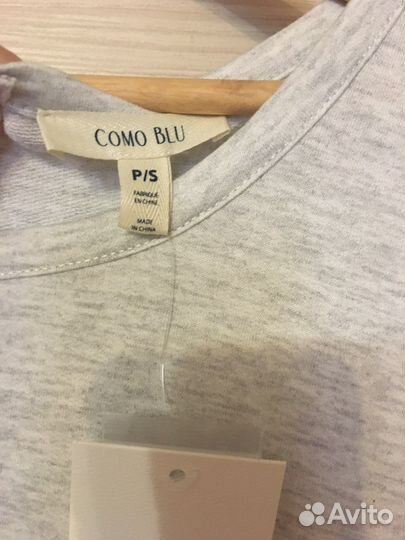 COMO BLU
P/S
FABRIQUÉ
EN CHINE
MADE
IN CHINA
Avito